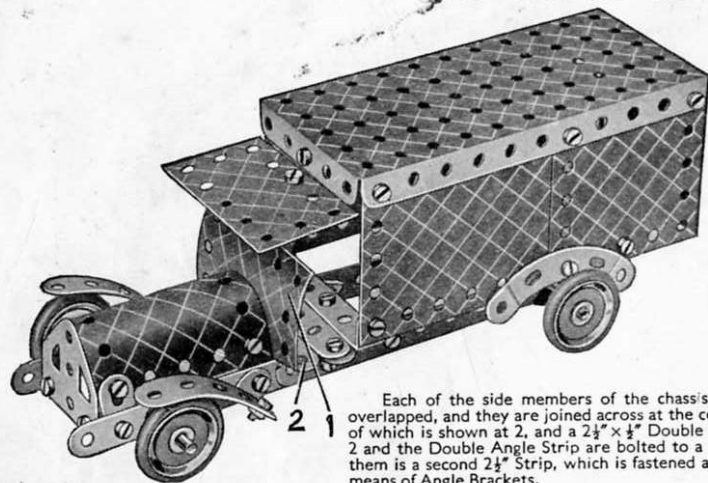 2 1
Each of the side members of the chassis
overlapped, and they are joined across at the
of which is shown at 2, and a 2½″ × ½″ Double
2 and the Double Angle Strip are bolted to a
them is a second 2½″ Strip, which is fastened
means of Angle Brackets.